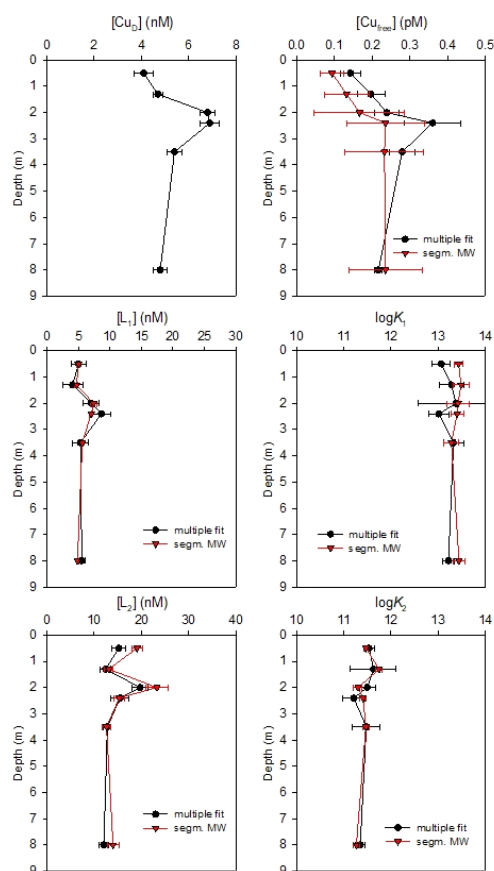 [Cu_D] (nM)
0 2 4 6 8
0
1
2
3
4
5
6
7
8
9
Depth (m)
[Cu_free] (pM)
0.0 0.1 0.2 0.3 0.4 0.5
0
1
2
3
4
5
6
7
8
9
Depth (m)
multiple fit
segm. MW
[L_1] (nM)
0 5 10 15 20 25 30
0
1
2
3
4
5
6
7
8
9
Depth (m)
multiple fit
segm. MW
logK_1
10 11 12 13 14
0
1
2
3
4
5
6
7
8
9
Depth (m)
multiple fit
segm. MW
[L_2] (nM)
0 10 20 30 40
0
1
2
3
4
5
6
7
8
9
Depth (m)
multiple fit
segm. MW
logK_2
10 11 12 13 14
0
1
2
3
4
5
6
7
8
9
Depth (m)
multiple fit
segm. MW